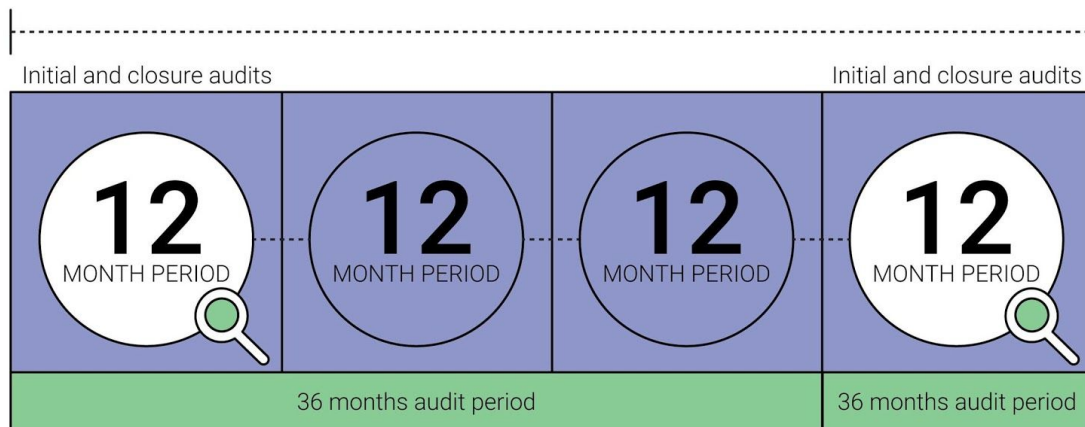 Initial and closure audits
Initial and closure audits
12
MONTH PERIOD
12
MONTH PERIOD
12
MONTH PERIOD
12
MONTH PERIOD
36 months audit period
36 months audit period